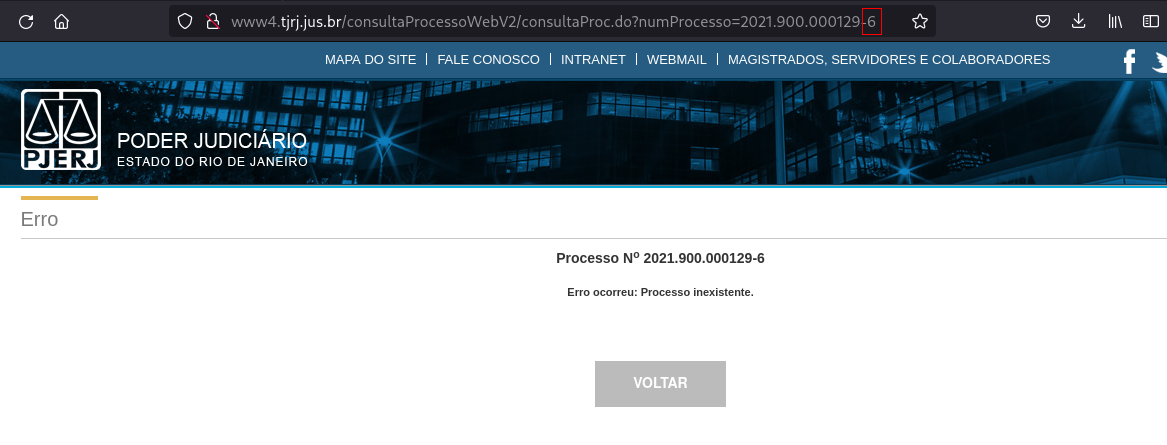 www4.tjrj.jus.br/consultaProcessoWebV2/consultaProc.do?numProcesso=2021.900.000129-6
MAPA DO SITE | FALE CONOSCO | INTRANET | WEBMAIL | MAGISTRADOS, SERVIDORES E COLABORADORES
PJERJ
PODER JUDICIÁRIO
ESTADO DO RIO DE JANEIRO
Erro
Processo Nº 2021.900.000129-6
Erro ocorreu: Processo inexistente.
VOLTAR